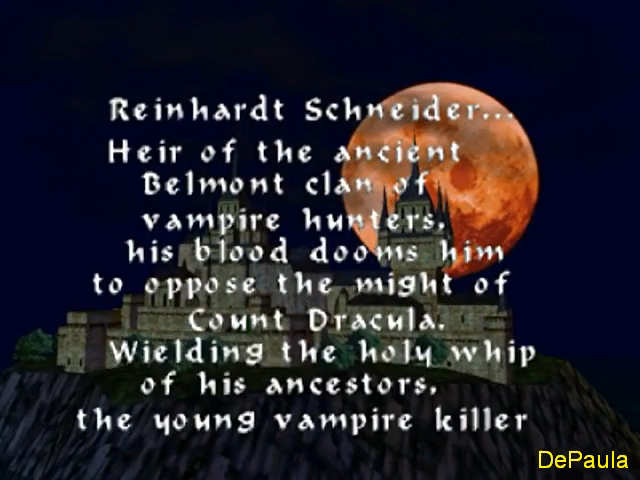 Reinhardt Schneider...
Heir of the ancient
Belmont clan of
vampire hunters,
his blood dooms him
to oppose the might of
Count Dracula.
Wielding the holy whip
of his ancestors,
the young vampire killer
DePaula